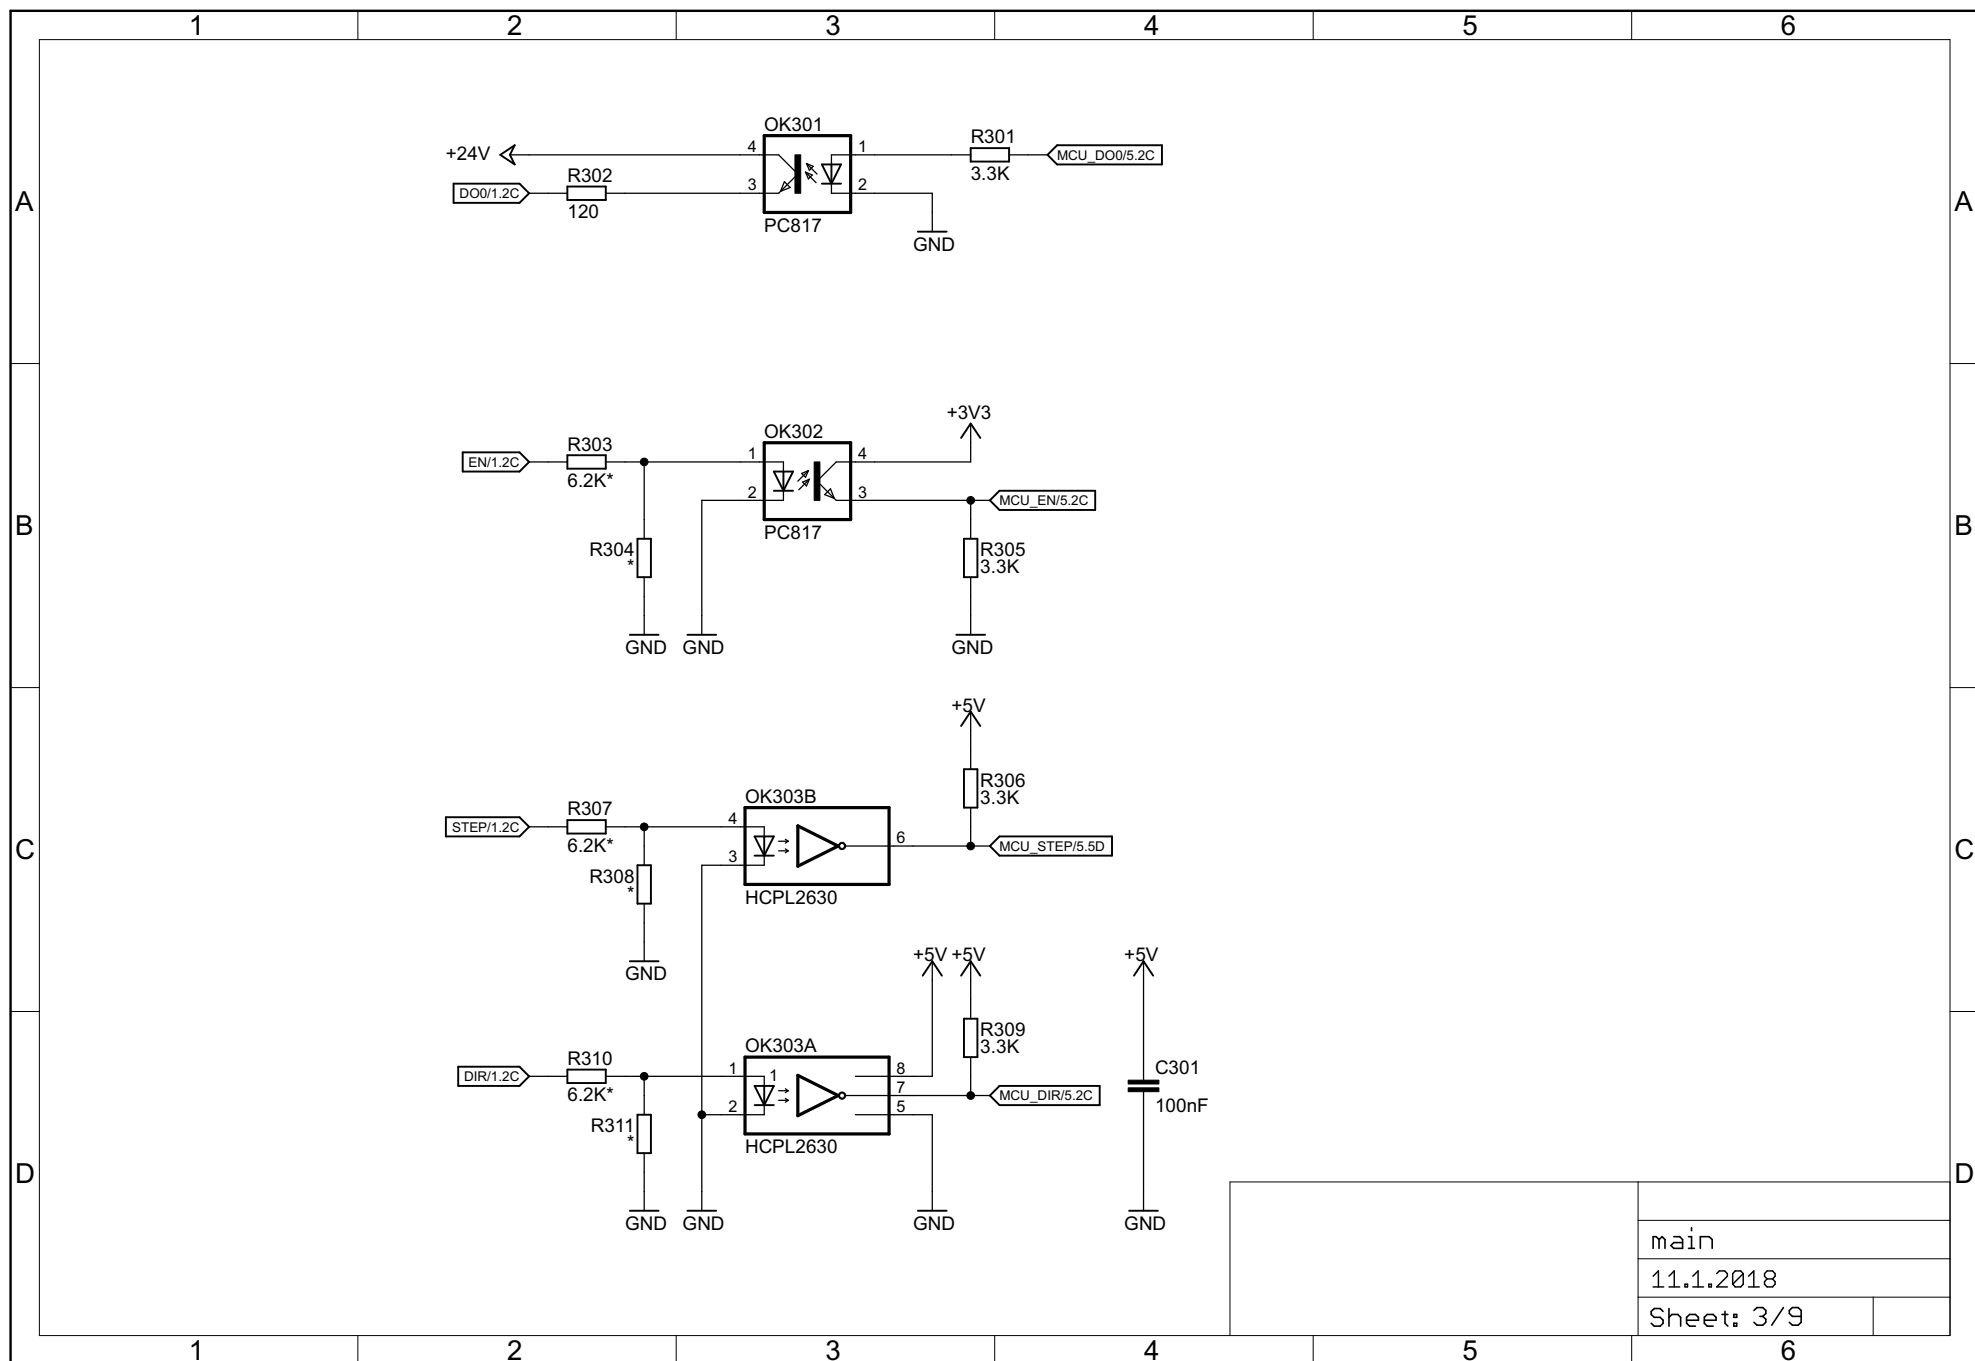 1 2 3 4 5 6
A A
OK301
+24V 4 1 R301 MCU_DO0/5.2C
3.3K
DO0/1.2C R302 3 2
120
PC817
GND
B B
+3V3
OK302
EN/1.2C R303 1 4
6.2K*
2 3 MCU_EN/5.2C
PC817
R304 R305
* 3.3K
GND GND GND
C C
+5V
R306
3.3K
OK303B
STEP/1.2C R307 4 6 MCU_STEP/5.5D
6.2K*
3
R308
*
HCPL2630
GND
+5V +5V +5V
D D
R309
3.3K
OK303A
DIR/1.2C R310 1 1 8
6.2K*
7 MCU_DIR/5.2C
2 5
R311
*
HCPL2630
C301
100nF
GND GND GND GND
main
11.1.2018
Sheet: 3/9
1 2 3 4 5 6